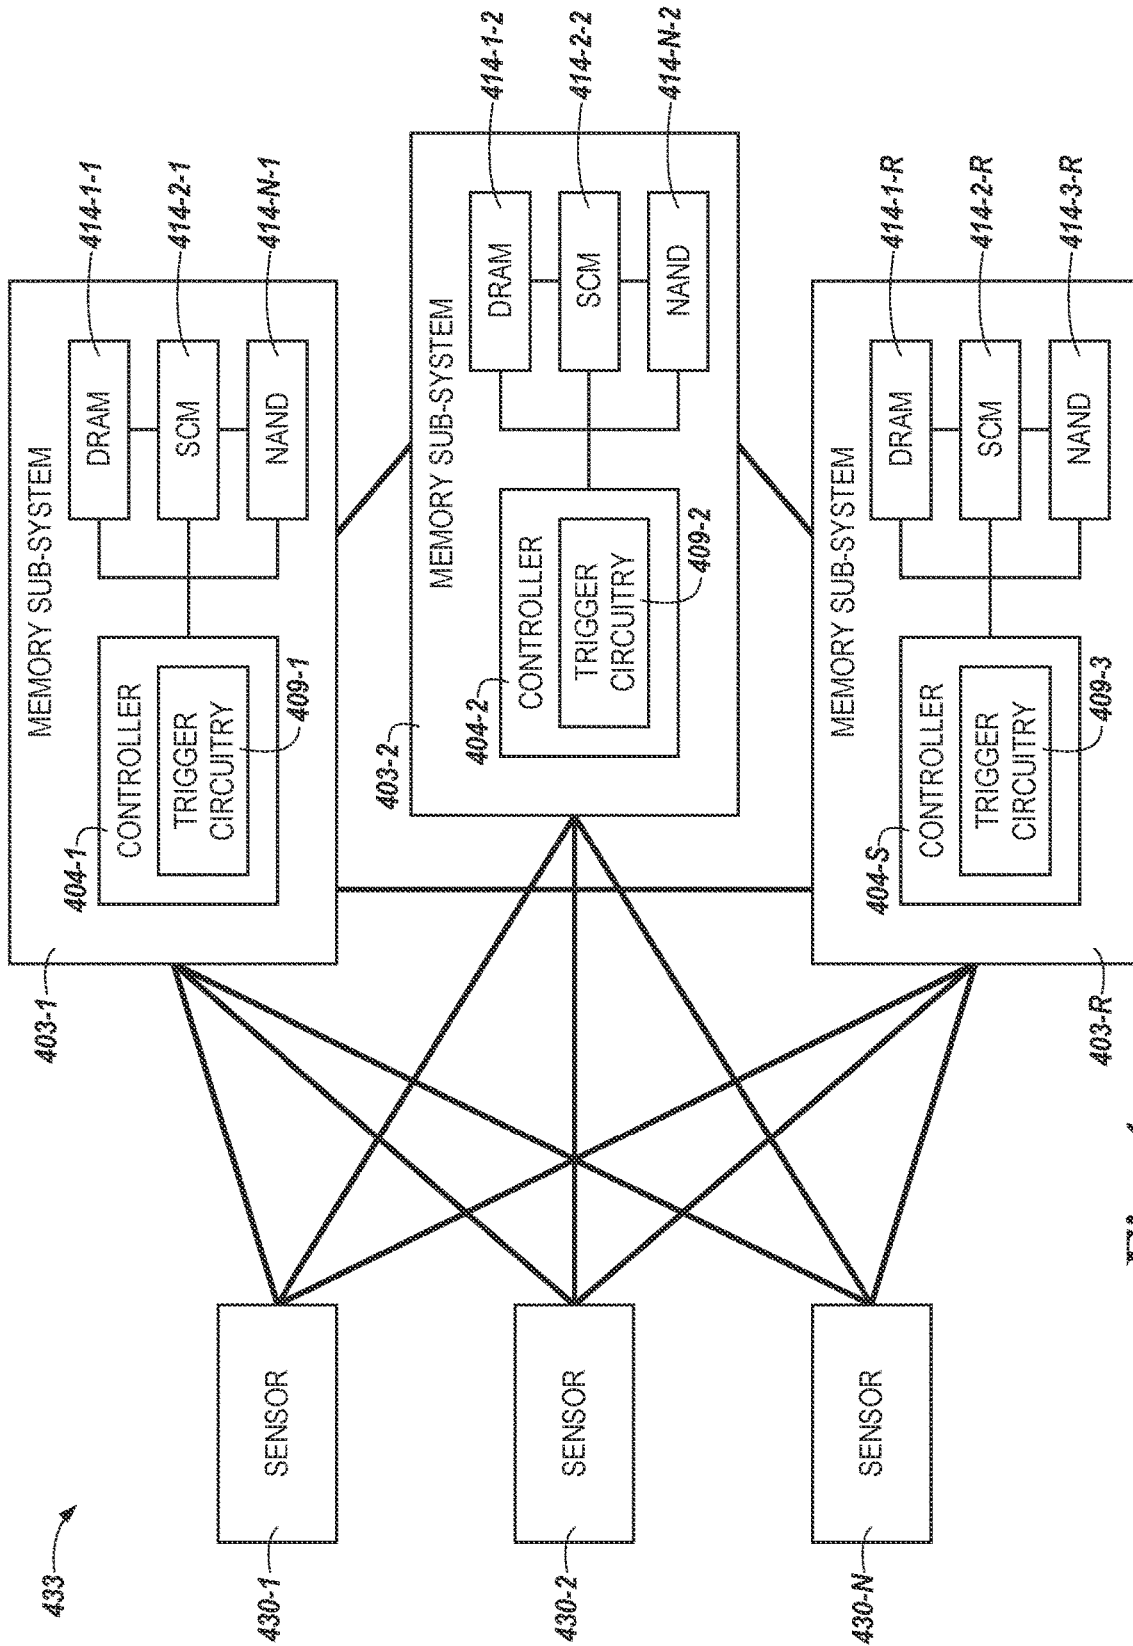 433
430-1
SENSOR
430-2
SENSOR
430-N
SENSOR
403-1
MEMORY SUB-SYSTEM
404-1
CONTROLLER
TRIGGER
CIRCUITRY
409-1
DRAM
414-1-1
SCM
414-2-1
NAND
414-N-1
403-2
MEMORY SUB-SYSTEM
404-2
CONTROLLER
TRIGGER
CIRCUITRY
409-2
DRAM
414-1-2
SCM
414-2-2
NAND
414-N-2
403-R
MEMORY SUB-SYSTEM
404-S
CONTROLLER
TRIGGER
CIRCUITRY
409-3
DRAM
414-1-R
SCM
414-2-R
NAND
414-3-R